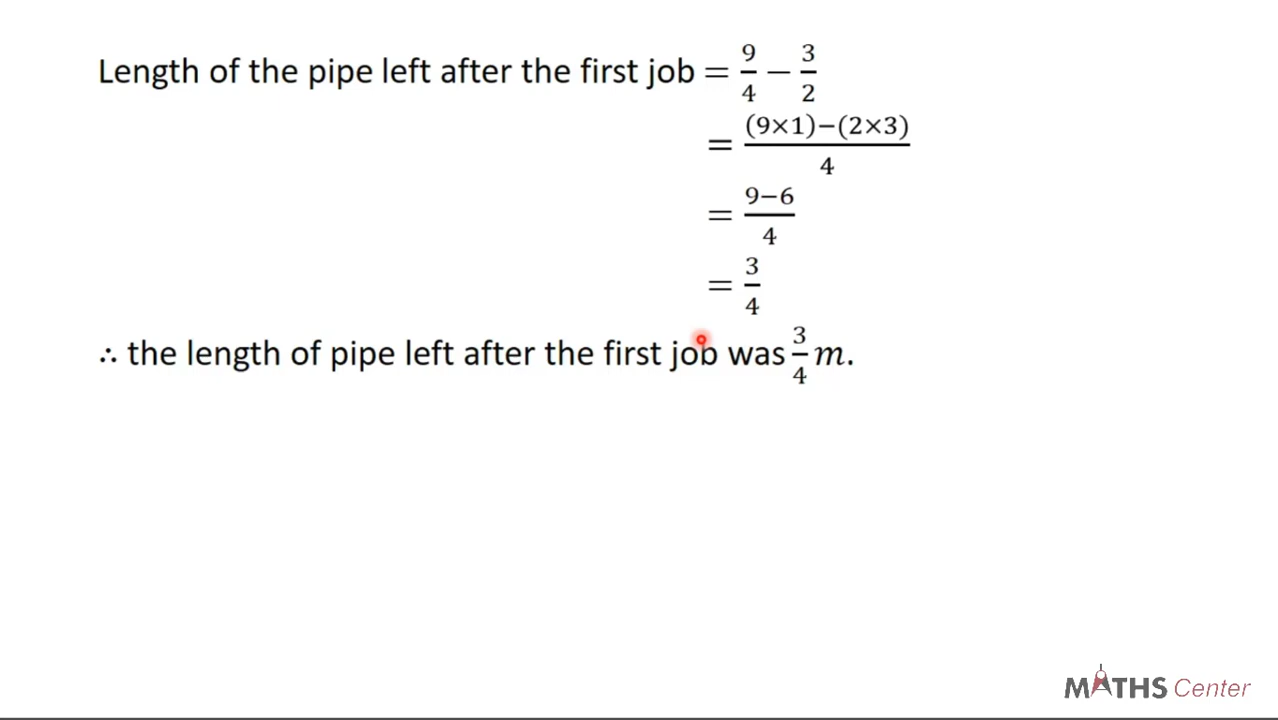 Length of the pipe left after the first job = 9/4 − 3/2
= (9×1)−(2×3)/4
= 9−6/4
= 3/4
∴ the length of pipe left after the first job was 3/4 m.
MATHS Center